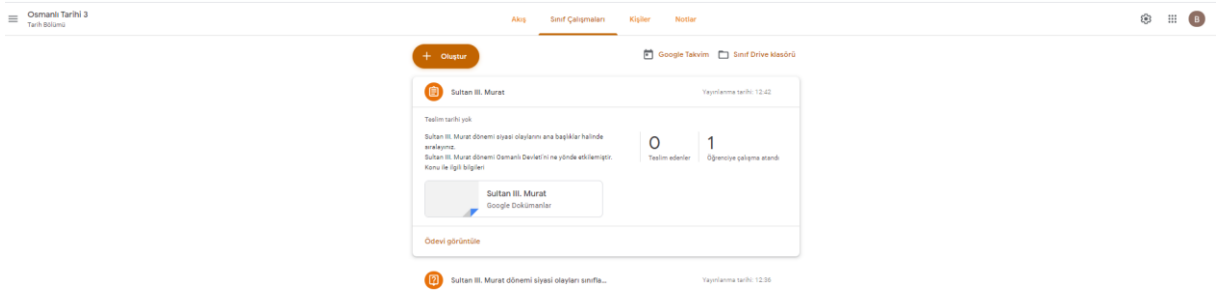 Osmanlı Tarihi 3
Tarih Bölümü
Akış Sınıf Çalışmaları Kişiler Notlar
B
+ Oluştur
Google Takvim Sınıf Drive klasörü
Sultan III. Murat
Yayınlanma tarihi: 12:42
Teslim tarihi yok
Sultan III. Murat dönemi siyasi olaylarını ana başlıklar halinde
sıralayınız.
Sultan III. Murat dönemi Osmanlı Devleti'ni ne yönde etkilemiştir.
Konu ile ilgili bilgileri
0
Teslim edenler
1
Öğrenciye çalışma atandı
Sultan III. Murat
Google Dokümanlar
Ödevi görüntüle
Sultan III. Murat dönemi siyasi olayları sınıfla...
Yayınlanma tarihi: 12:36